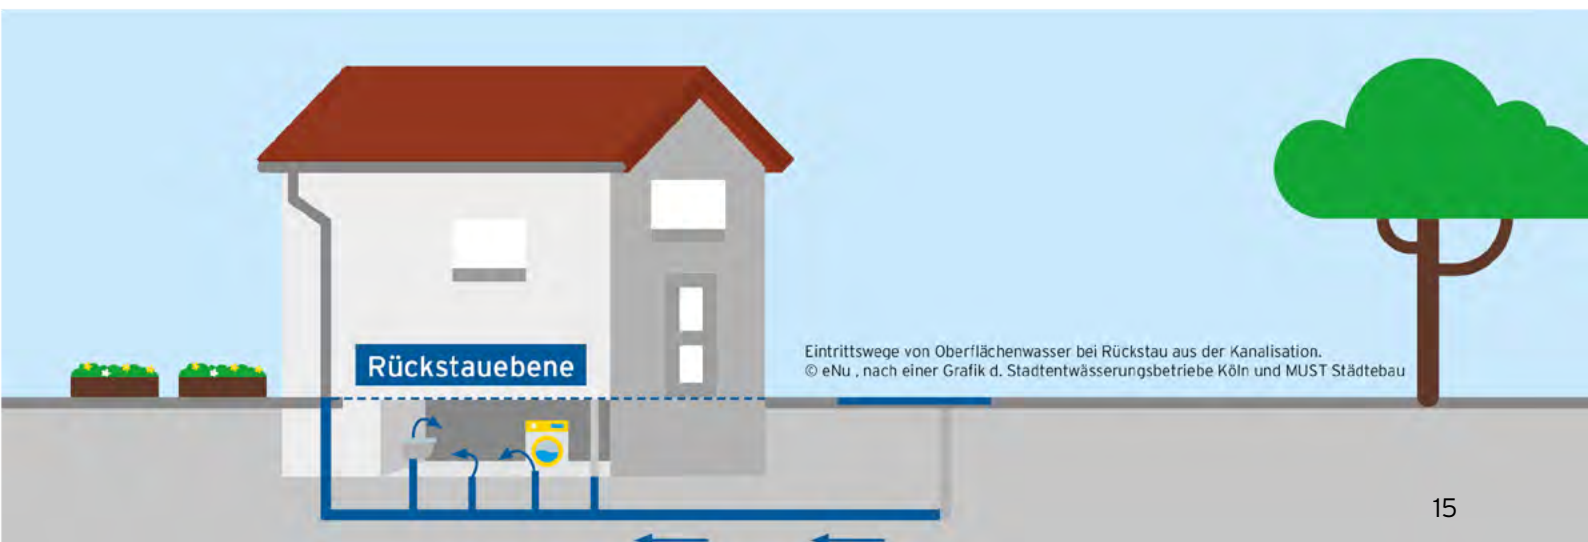 Rückstauebene
Eintrittswege von Oberflächenwasser bei Rückstau aus der Kanalisation.
© eNu , nach einer Grafik d. Stadtentwässerungsbetriebe Köln und MUST Städtebau
15